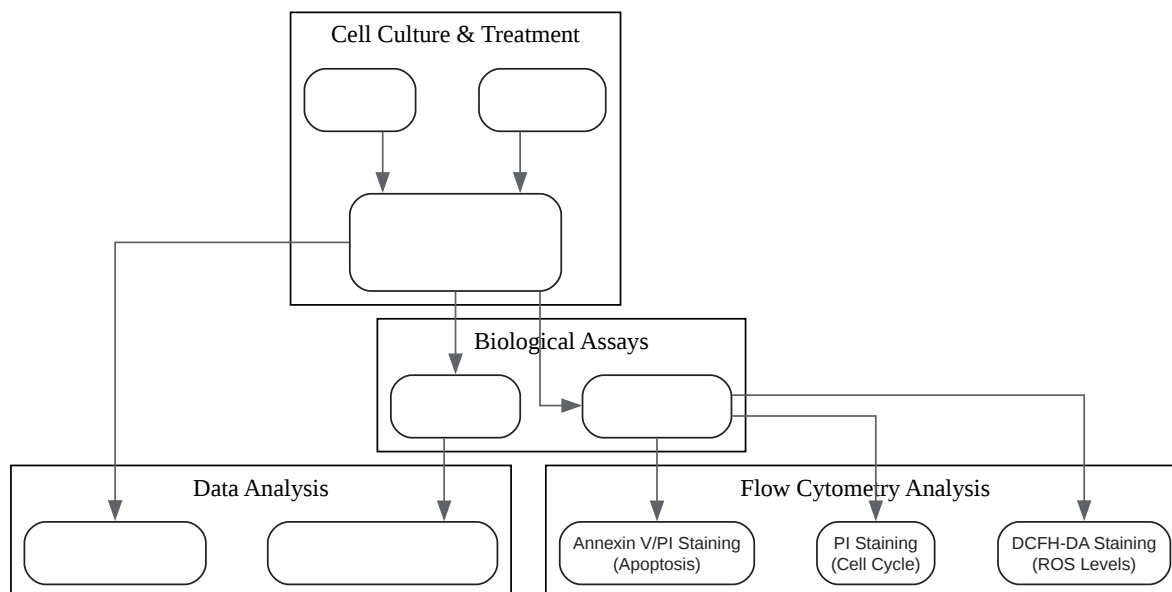 Cell Culture & Treatment
Biological Assays
Data Analysis
Flow Cytometry Analysis
Annexin V/PI Staining
(Apoptosis)
PI Staining
(Cell Cycle)
DCFH-DA Staining
(ROS Levels)